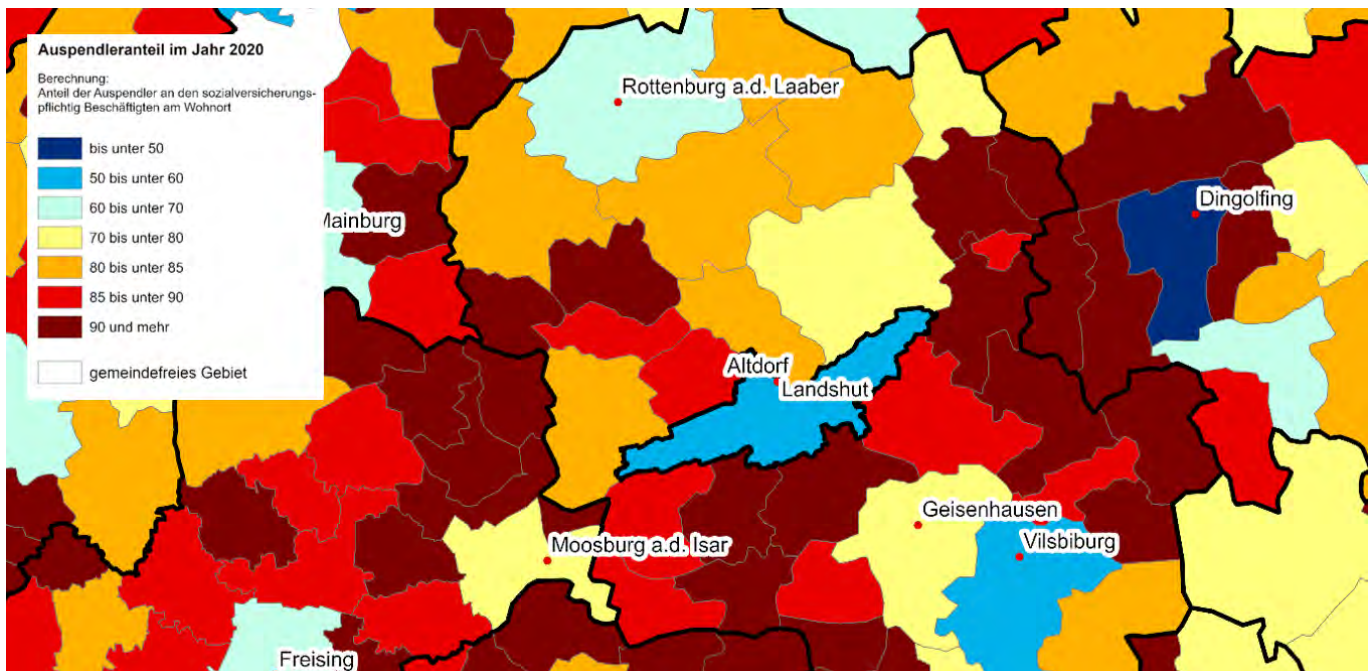 Auspendleranteil im Jahr 2020
Berechnung:
Anteil der Auspendler an den sozialversicherungs-
pflichtig Beschäftigten am Wohnort
bis unter 50
50 bis unter 60
60 bis unter 70
70 bis unter 80
80 bis unter 85
85 bis unter 90
90 und mehr
gemeindefreies Gebiet
Rottenburg a.d. Laaber
Dingolfing
Mainburg
Altdorf
Landshut
Geisenhausen
Moosburg a.d. Isar
Vilsbiburg
Freising